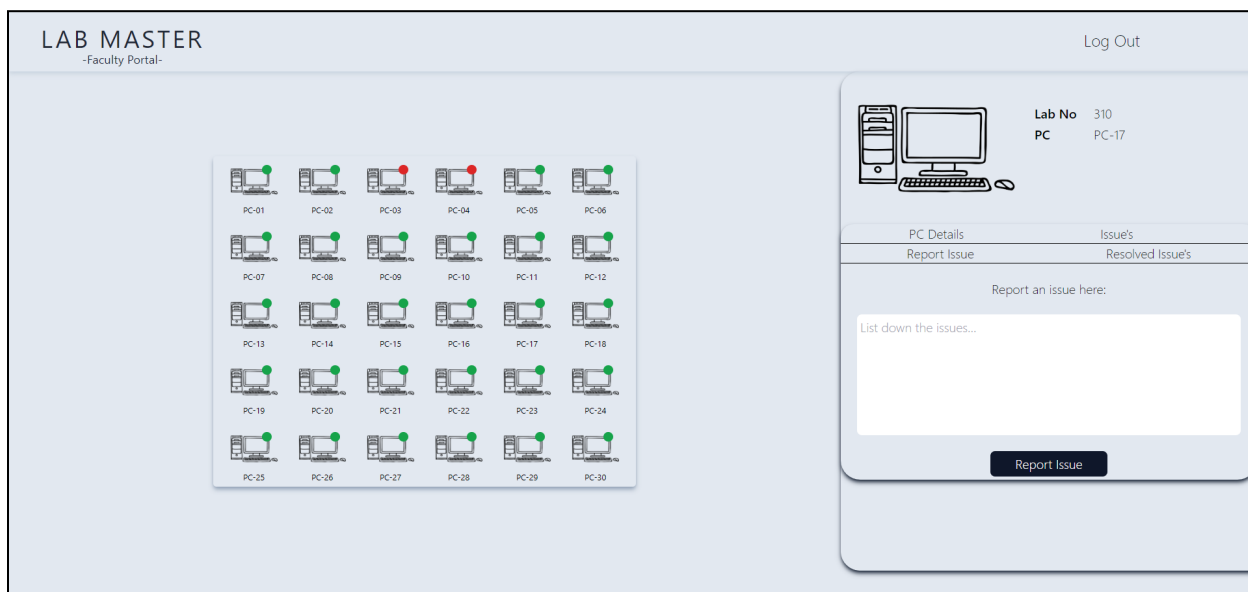 LAB MASTER
-Faculty Portal-
Log Out
PC-01 PC-02 PC-03 PC-04 PC-05 PC-06
PC-07 PC-08 PC-09 PC-10 PC-11 PC-12
PC-13 PC-14 PC-15 PC-16 PC-17 PC-18
PC-19 PC-20 PC-21 PC-22 PC-23 PC-24
PC-25 PC-26 PC-27 PC-28 PC-29 PC-30
Lab No 310
PC PC-17
PC Details Issue's
Report Issue Resolved Issue's
Report an issue here:
List down the issues...
Report Issue